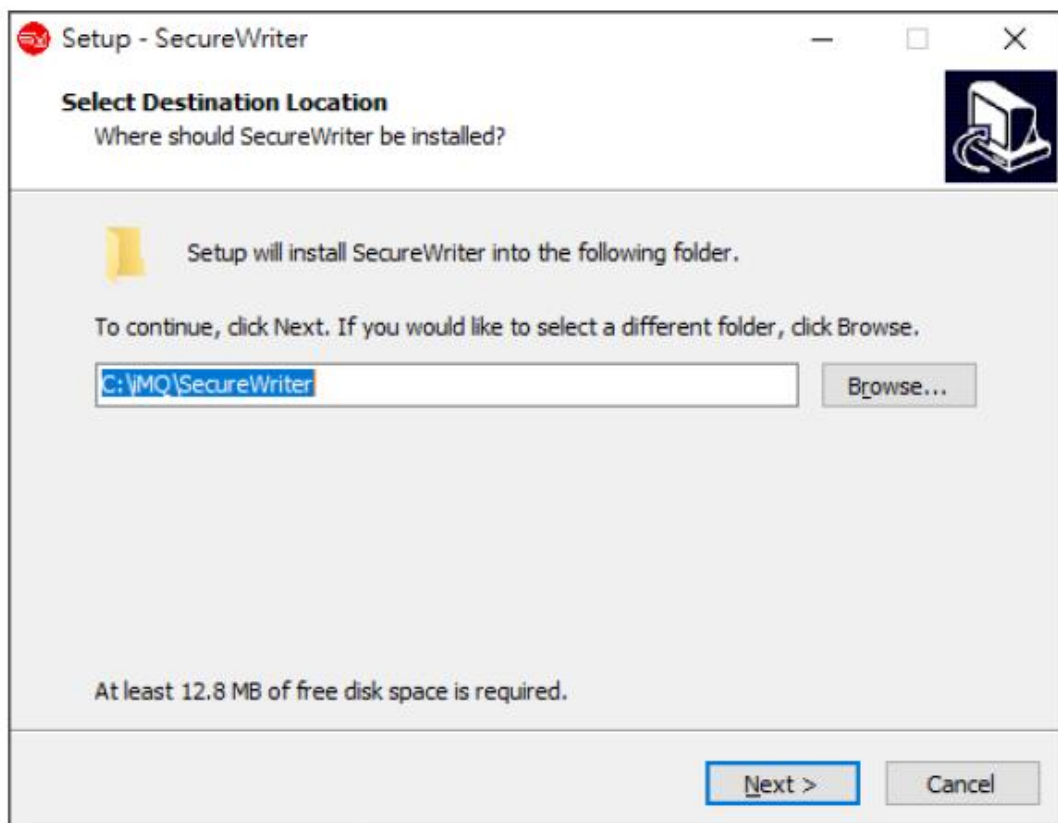 Setup - SecureWriter
Select Destination Location
Where should SecureWriter be installed?
Setup will install SecureWriter into the following folder.
To continue, click Next. If you would like to select a different folder, click Browse.
C:\iMQ\SecureWriter
Browse...
At least 12.8 MB of free disk space is required.
Next >
Cancel